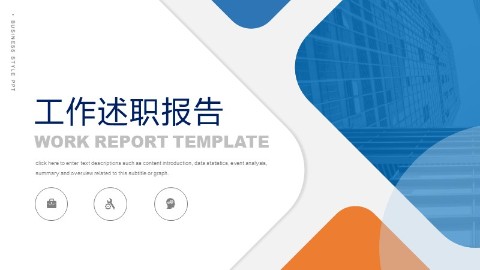 • BUSINESS STYLE PPT
工作述职报告
WORK REPORT TEMPLATE
click here to enter text descriptions such as content introduction, data statistics, event analysis,
summary and overview related to this subtitle or graph.